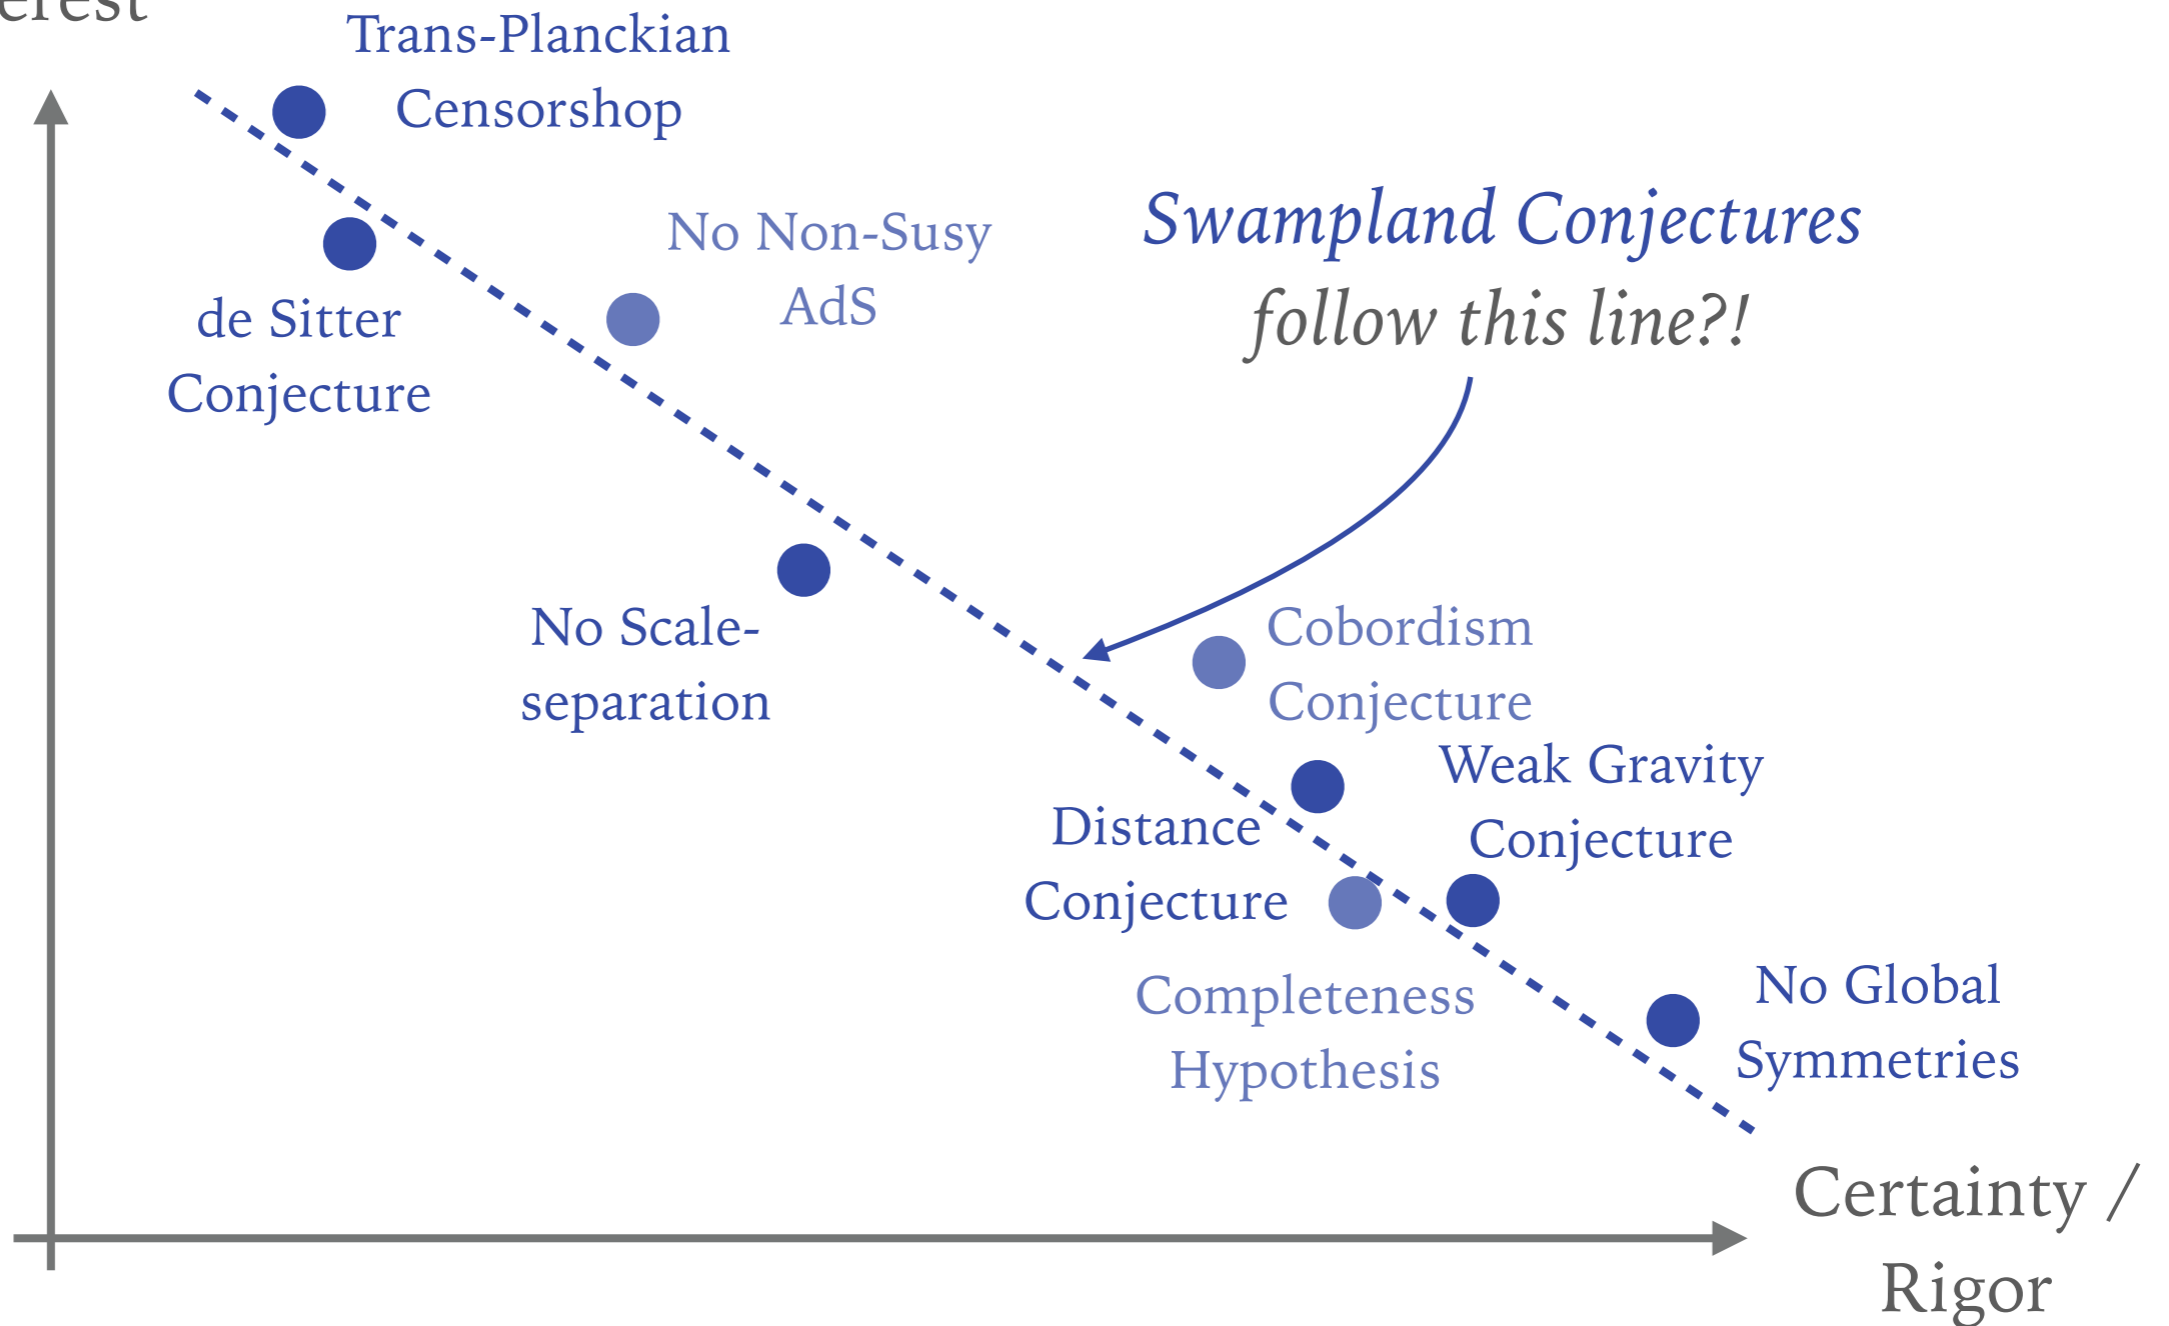 Trans-Planckian
Censorshop
No Non-Susy
AdS
Swampland Conjectures
follow this line?!
de Sitter
Conjecture
No Scale-
separation
Cobordism
Conjecture
Weak Gravity
Conjecture
Distance
Conjecture
Completeness
Hypothesis
No Global
Symmetries
Certainty /
Rigor